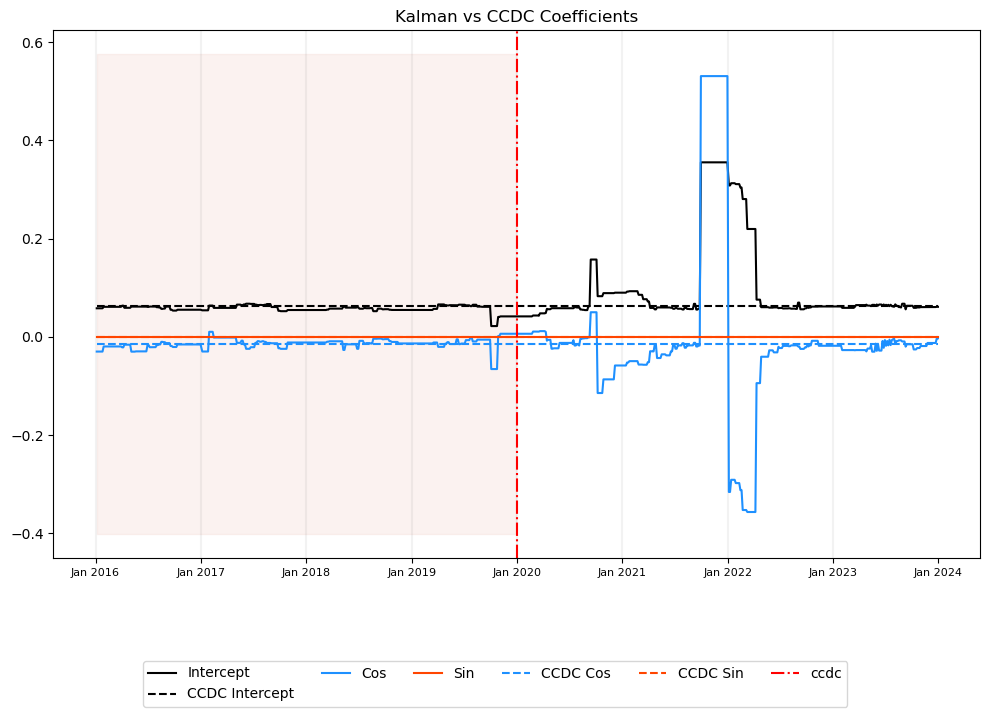 Kalman vs CCDC Coefficients
0.6
0.4
0.2
0.0
−0.2
−0.4
Jan 2016 Jan 2017 Jan 2018 Jan 2019 Jan 2020 Jan 2021 Jan 2022 Jan 2023 Jan 2024
Intercept Cos Sin CCDC Cos CCDC Sin ccdc
CCDC Intercept